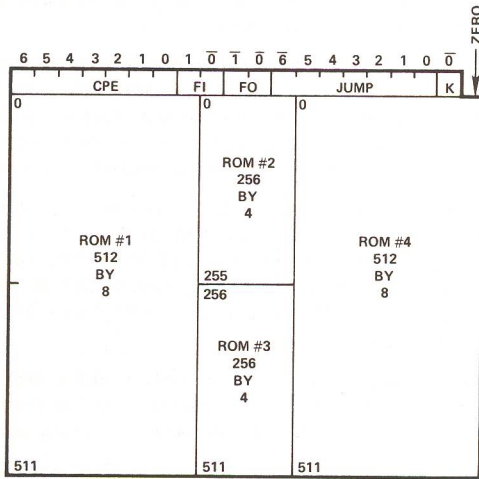 ZERO
6 5 4 3 2 1 0 1 0̅ 1̅ 0̅ 6̅ 5 4 3 2 1 0 0̅
CPE FI FO JUMP K
0 0 0
ROM #2
256
BY
4
ROM #1
512
BY
8
ROM #4
512
BY
8
255
256
ROM #3
256
BY
4
511 511 511